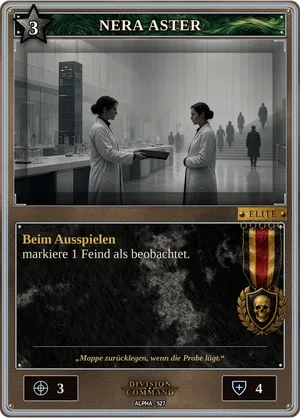 3
NERA ASTER
ELITE
Beim Ausspielen
markiere 1 Feind als beobachtet.
„Mappe zurücklegen, wenn die Probe lügt.“
3
DIVISION
COMMAND
ALPHA · 527
4